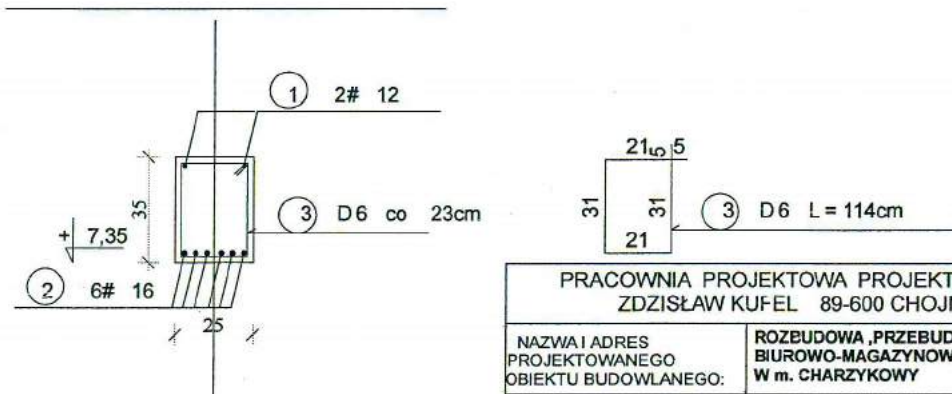 1 2# 12
35
3 D6 co 23cm
+ 7,35
2 6# 16
25
21 5 5
31
31
21
3 D6 L = 114cm
PRACOWNIA PROJEKTOWA PROJEKT
ZDZISŁAW KUFEL 89-600 CHOJ
NAZWA I ADRES
PROJEKTOWANEGO
OBIEKTU BUDOWLANEGO:
ROZBUDOWA ,PRZEBUD
BIUROWO-MAGAZYNOW
W m. CHARZYKOWY